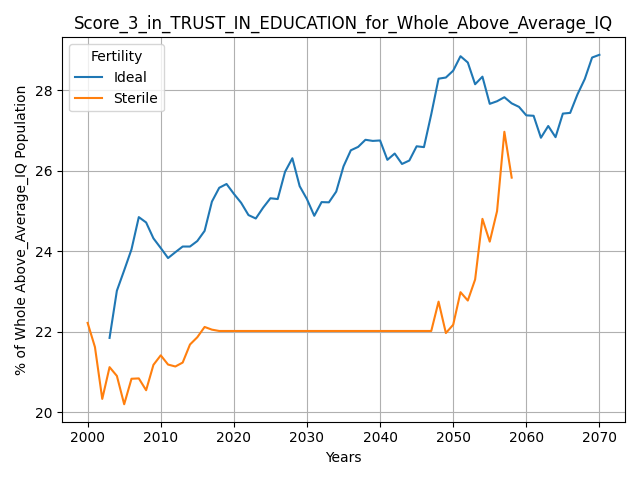 Score_3_in_TRUST_IN_EDUCATION_for_Whole_Above_Average_IQ
Fertility
Ideal
Sterile
% of Whole Above_Average_IQ Population
28
26
24
22
20
2000 2010 2020 2030 2040 2050 2060 2070
Years